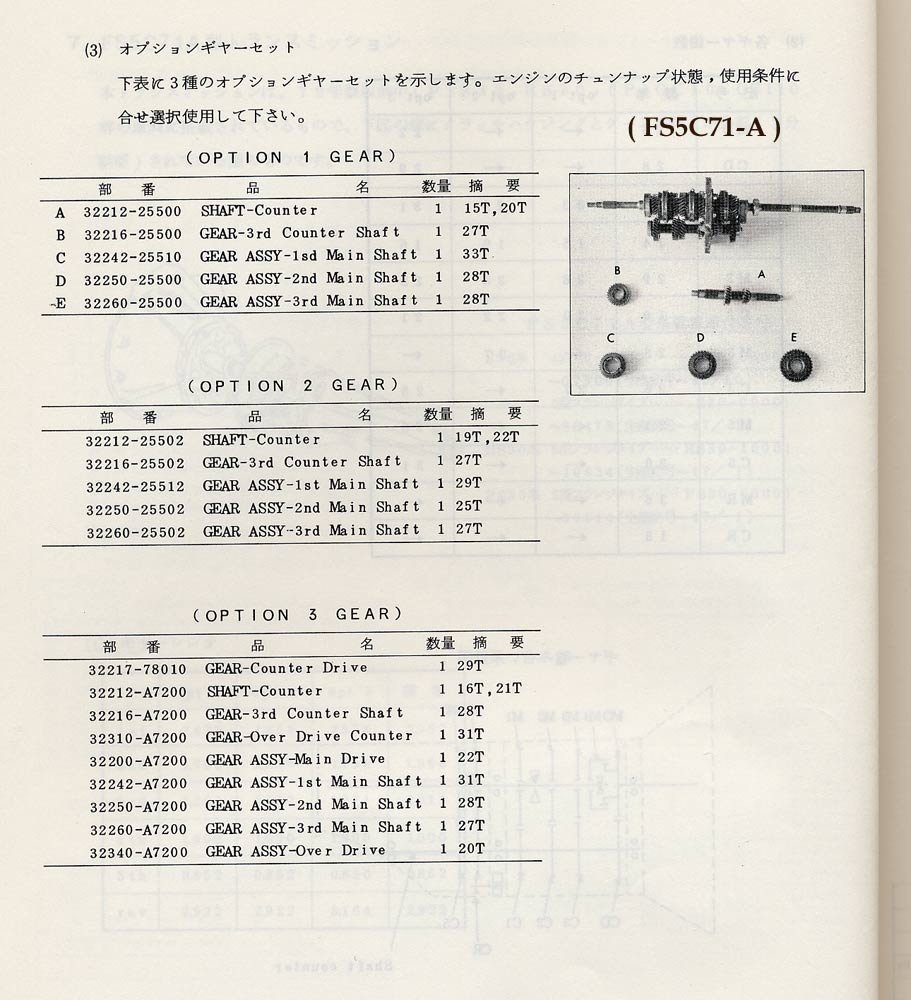 (3) オプションギヤーセット
下表に3種のオプションギヤーセットを示します。エンジンのチュンナップ状態，使用条件に
合せ選択使用して下さい。
( FS5C71-A )
(OPTION 1 GEAR)
部 番 品 名 数量 摘 要
A 32212-25500 SHAFT-Counter 1 15T,20T
B 32216-25500 GEAR-3rd Counter Shaft 1 27T
C 32242-25510 GEAR ASSY-1sd Main Shaft 1 33T
D 32250-25500 GEAR ASSY-2nd Main Shaft 1 28T
E 32260-25500 GEAR ASSY-3rd Main Shaft 1 28T
B A
C D E
(OPTION 2 GEAR)
部 番 品 名 数量 摘 要
32212-25502 SHAFT-Counter 1 19T,22T
32216-25502 GEAR-3rd Counter Shaft 1 27T
32242-25512 GEAR ASSY-1st Main Shaft 1 29T
32250-25502 GEAR ASSY-2nd Main Shaft 1 25T
32260-25502 GEAR ASSY-3rd Main Shaft 1 27T
(OPTION 3 GEAR)
部 番 品 名 数量 摘 要
32217-78010 GEAR-Counter Drive 1 29T
32212-A7200 SHAFT-Counter 1 16T,21T
32216-A7200 GEAR-3rd Counter Shaft 1 28T
32310-A7200 GEAR-Over Drive Counter 1 31T
32200-A7200 GEAR ASSY-Main Drive 1 22T
32242-A7200 GEAR ASSY-1st Main Shaft 1 31T
32250-A7200 GEAR ASSY-2nd Main Shaft 1 28T
32260-A7200 GEAR ASSY-3rd Main Shaft 1 27T
32340-A7200 GEAR ASSY-Over Drive 1 20T